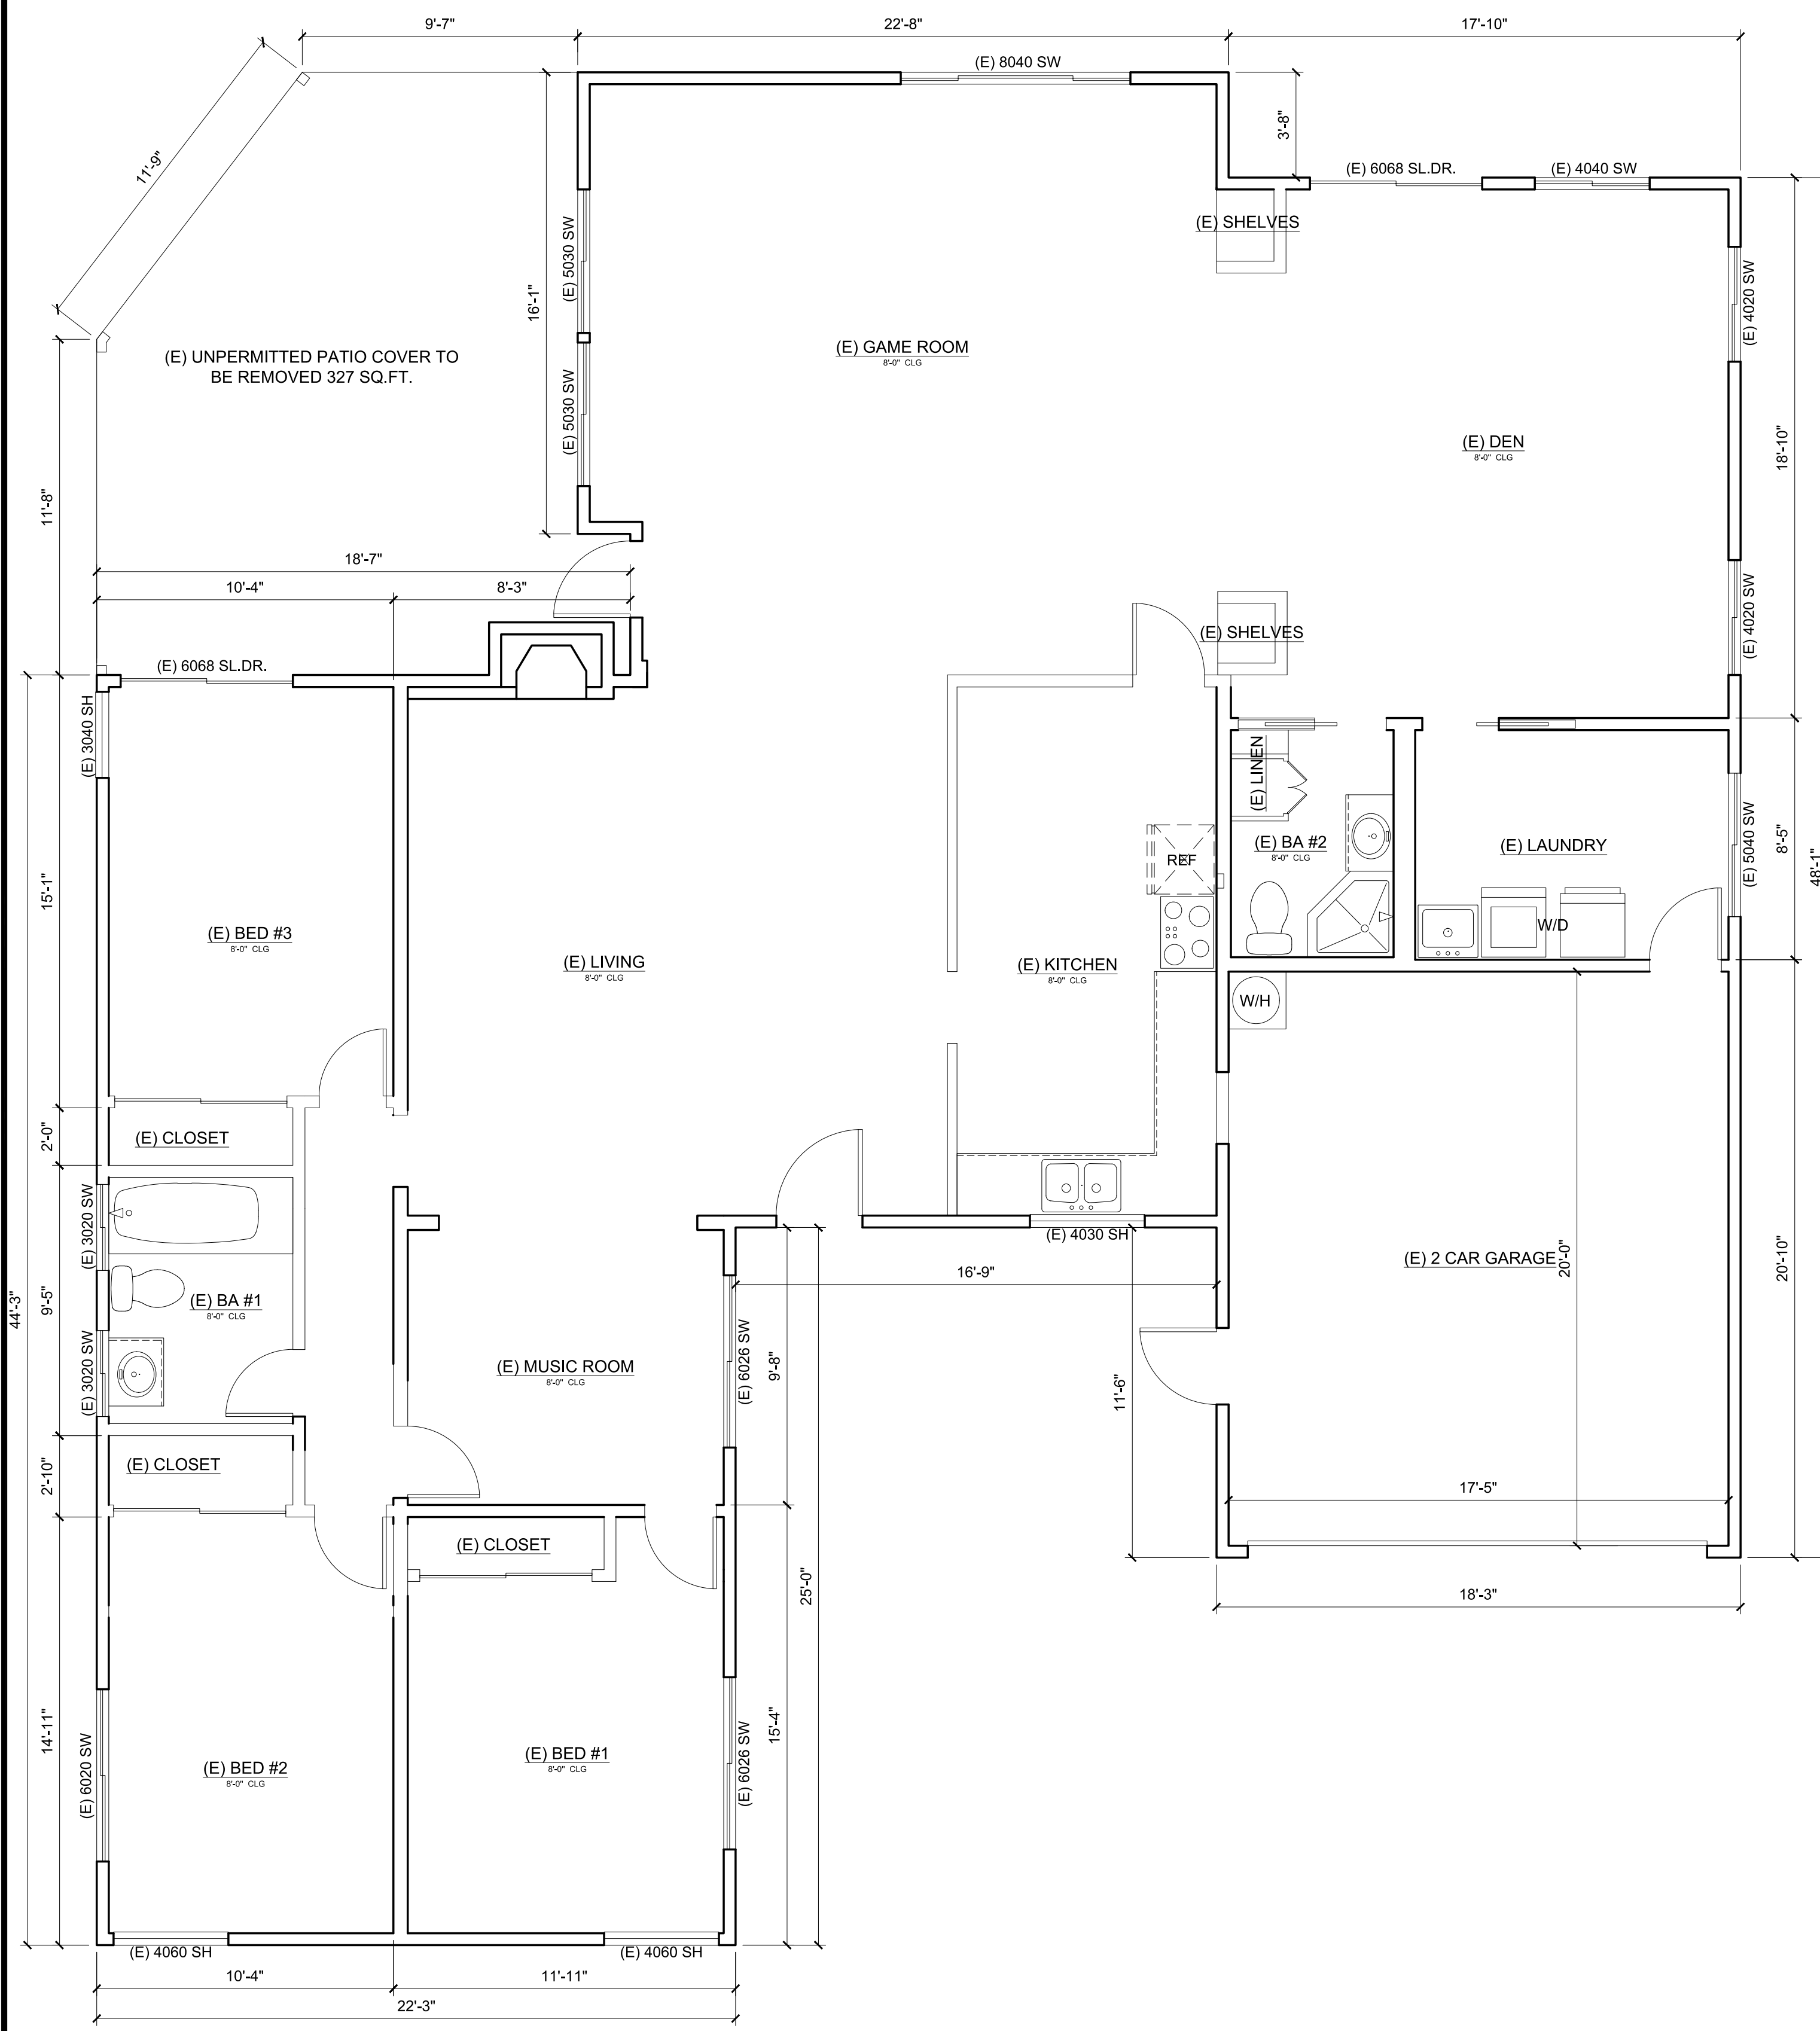 9'-7"
22'-8"
17'-10"
(E) 8040 SW
11'-9"
3'-8"
(E) 6068 SL.DR.
(E) 4040 SW
(E) SHELVES
(E) 5030 SW
16'-1"
(E) 4020 SW
(E) UNPERMITTED PATIO COVER TO
BE REMOVED 327 SQ.FT.
(E) GAME ROOM
8'-0" CLG
(E) 5030 SW
(E) DEN
8'-0" CLG
18'-10"
11'-8"
18'-7"
10'-4"
8'-3"
(E) 4020 SW
(E) SHELVES
(E) 6068 SL.DR.
(E) 3040 SH
(E) LINEN
(E) BA #2
8'-0" CLG
(E) LAUNDRY
(E) 5040 SW
8'-5"
48'-1"
REF
15'-1"
(E) BED #3
8'-0" CLG
W/D
(E) LIVING
8'-0" CLG
(E) KITCHEN
8'-0" CLG
W/H
2'-0"
(E) CLOSET
(E) 3020 SW
(E) 4030 SH
16'-9"
(E) 2 CAR GARAGE
20'-0"
20'-10"
44'-3"
9'-5"
(E) BA #1
8'-0" CLG
(E) 3020 SW
(E) MUSIC ROOM
8'-0" CLG
(E) 6026 SW
9'-8"
11'-6"
2'-10"
(E) CLOSET
17'-5"
(E) CLOSET
25'-0"
18'-3"
14'-11"
(E) 6020 SW
(E) BED #2
8'-0" CLG
(E) BED #1
8'-0" CLG
(E) 6026 SW
15'-4"
(E) 4060 SH
(E) 4060 SH
10'-4"
11'-11"
22'-3"